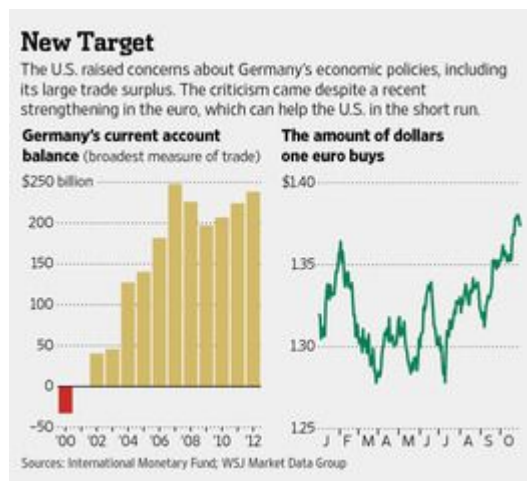 New Target
The U.S. raised concerns about Germany's economic policies, including
its large trade surplus. The criticism came despite a recent
strengthening in the euro, which can help the U.S. in the short run.
Germany's current account
balance (broadest measure of trade)
$250 billion
200
150
100
50
0
-50
'00 '02 '04 '06 '08 '10 '12
The amount of dollars
one euro buys
$1.40
1.35
1.30
1.25
J F M A M J J A S O
Sources: International Monetary Fund; WSJ Market Data Group